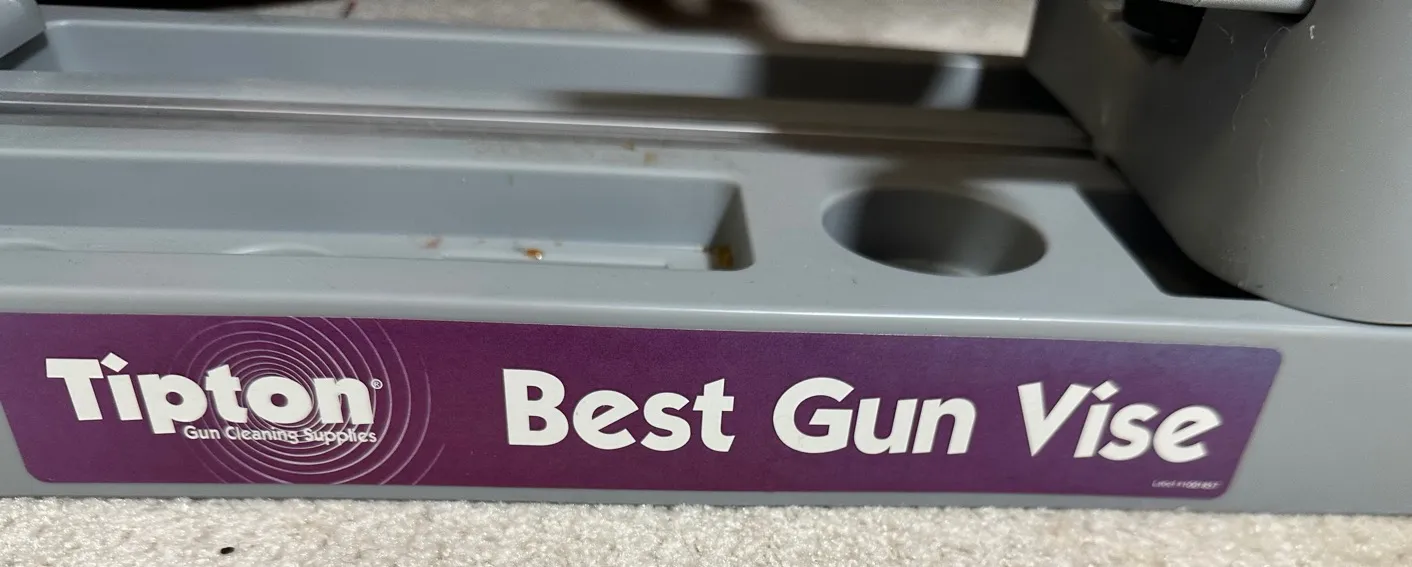 Tipton®
Gun Cleaning Supplies
Best Gun Vise